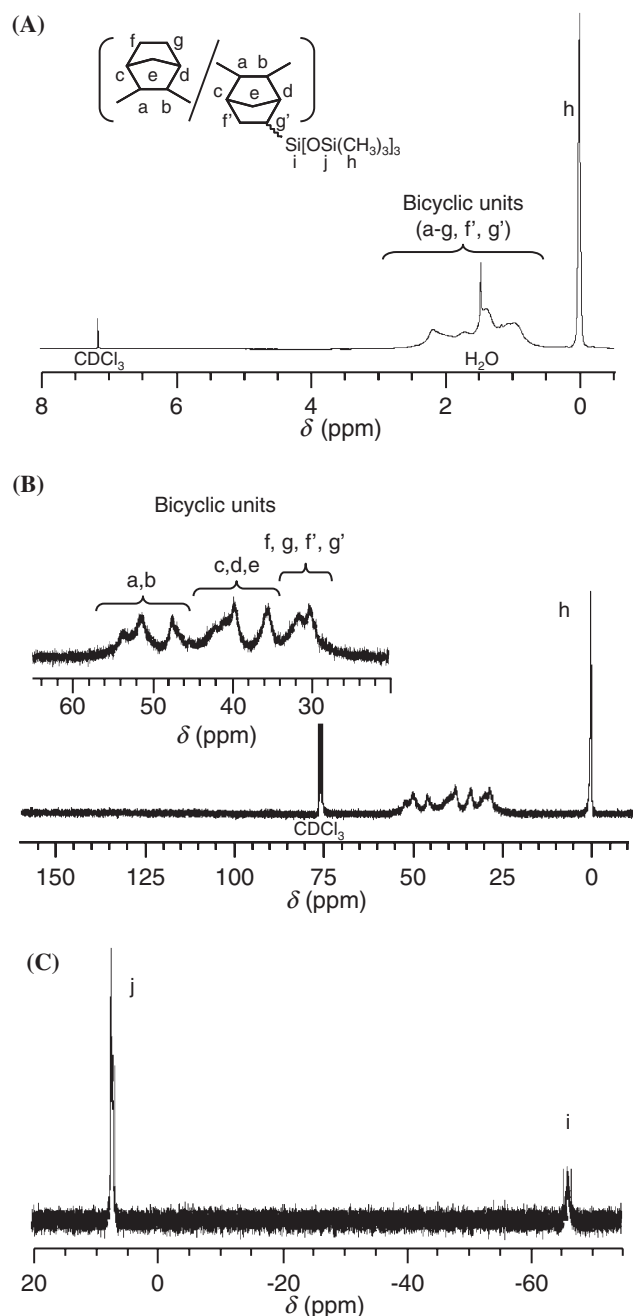 (A)
f g
c e d
a b
a b
c e d
f' g'
Si[OSi(CH₃)₃]₃
i j h
h
Bicyclic units
(a-g, f', g')
CDCl₃ H₂O
8 6 4 2 0
δ (ppm)
(B)
Bicyclic units
a,b c,d,e f, g, f', g'
60 50 40 30
δ (ppm)
h
CDCl₃
150 125 100 75 50 25 0
δ (ppm)
(C)
j
i
20 0 -20 -40 -60
δ (ppm)